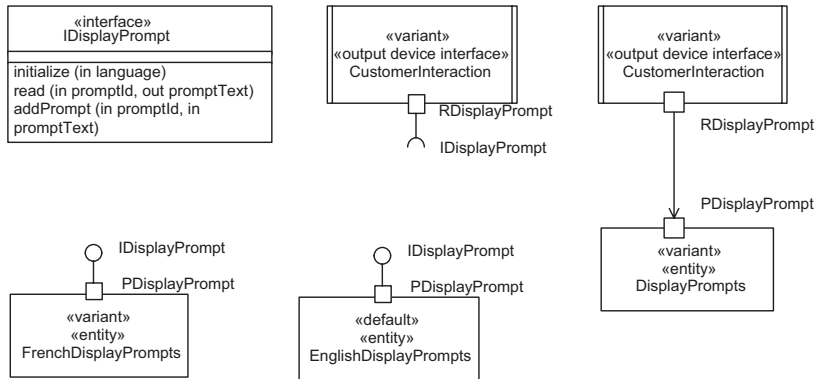 «interface»
IDisplayPrompt
initialize (in language)
read (in promptId, out promptText)
addPrompt (in promptId, in
promptText)
«variant»
«output device interface»
CustomerInteraction
RDisplayPrompt
IDisplayPrompt
«variant»
«output device interface»
CustomerInteraction
RDisplayPrompt
PDisplayPrompt
«variant»
«entity»
DisplayPrompts
IDisplayPrompt
PDisplayPrompt
«variant»
«entity»
FrenchDisplayPrompts
IDisplayPrompt
PDisplayPrompt
«default»
«entity»
EnglishDisplayPrompts